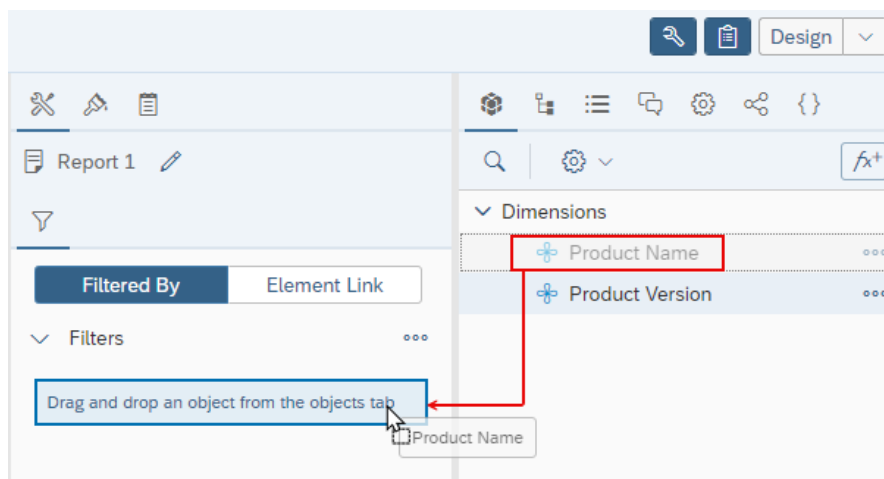 Design
Report 1
fx+
Dimensions
Product Name
Filtered By
Element Link
Product Version
Filters
Drag and drop an object from the objects tab
Product Name